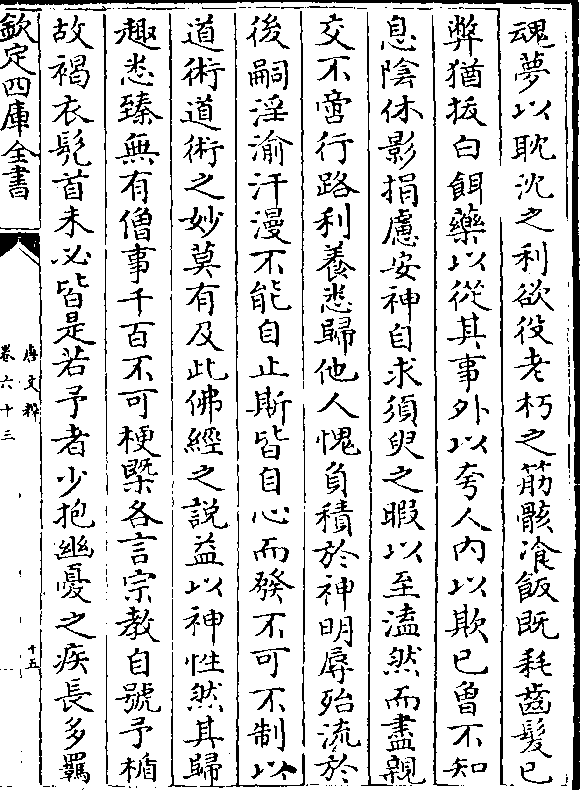 魂夢以耽沈之利欲役老朽之筋骸飡飯既耗齒髮已
弊猶拔白餌藥以從其事外以夸人內以欺已曾不知
息陰休影捐慮安神自求須臾之暇以至溘然而盡親
交不啻行路利養悉歸他人愧負積於神明辱殆流於
後嗣淫渝汗漫不能自止斯皆自心而發不可不制以
道術道術之妙莫有及此佛經之說益以神性然其歸
趣悉臻無有僧事千百不可梗槩各言宗教自號矛楯
故褐衣髠首未必皆是若予者少抱幽憂之疾長多羈
欽定四庫全書
唐文粹
卷六十三
十五